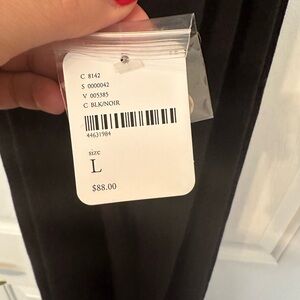 C 8142
S 0000042
V 005385
C BLK/NOIR
44631984
size
L
$88.00